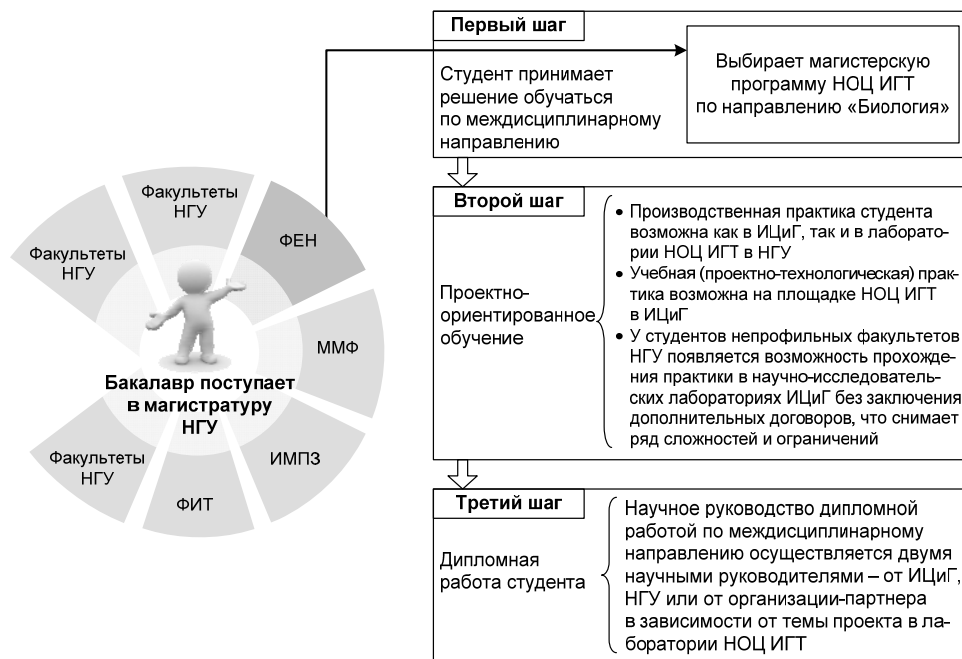 Факультеты
НГУ
Факультеты
НГУ
ФЕН
ММФ
ИМПЗ
ФИТ
Факультеты
НГУ
Бакалавр поступает
в магистратуру
НГУ
Первый шаг
Студент принимает
решение обучаться
по междисциплинарному
направлению
Выбирает магистерскую
программу НОЦ ИГТ
по направлению «Биология»
Второй шаг
Проектно-
ориентированное
обучение
• Производственная практика студента
возможна как в ИЦиГ, так и в лаборато-
рии НОЦ ИГТ в НГУ
• Учебная (проектно-технологическая) прак-
тика возможна на площадке НОЦ ИГТ
в ИЦиГ
• У студентов непрофильных факультетов
НГУ появляется возможность прохожде-
ния практики в научно-исследователь-
ских лабораториях ИЦиГ без заключения
дополнительных договоров, что снимает
ряд сложностей и ограничений
Третий шаг
Дипломная
работа студента
Научное руководство дипломной
работой по междисциплинарному
направлению осуществляется двумя
научными руководителями – от ИЦиГ,
НГУ или от организации-партнера
в зависимости от темы проекта в ла-
боратории НОЦ ИГТ